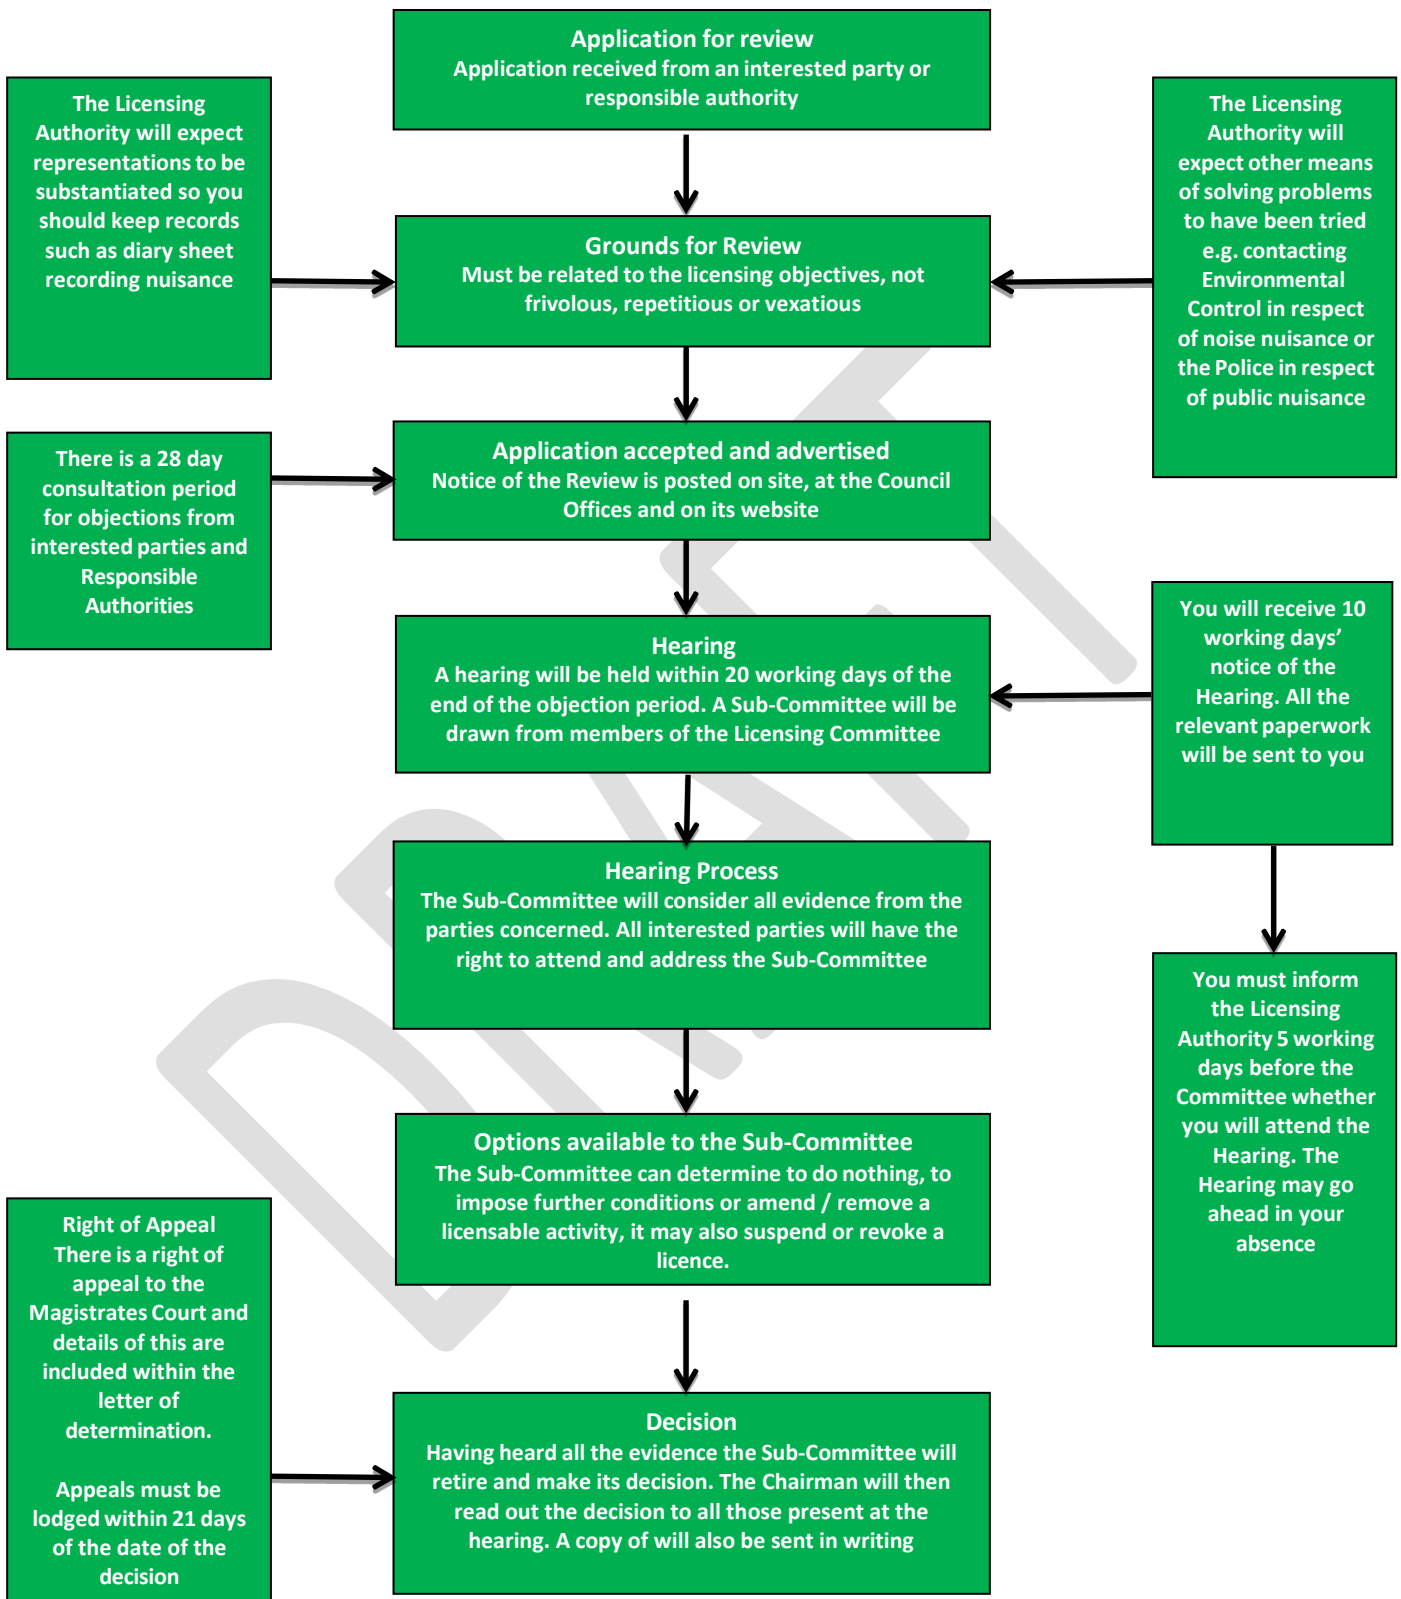 Application for review
Application received from an interested party or
responsible authority
The Licensing
Authority will expect
representations to be
substantiated so you
should keep records
such as diary sheet
recording nuisance
The Licensing
Authority will
expect other means
of solving problems
to have been tried
e.g. contacting
Environmental
Control in respect
of noise nuisance or
the Police in respect
of public nuisance
Grounds for Review
Must be related to the licensing objectives, not
frivolous, repetitious or vexatious
Application accepted and advertised
Notice of the Review is posted on site, at the Council
Offices and on its website
There is a 28 day
consultation period
for objections from
interested parties and
Responsible
Authorities
Hearing
A hearing will be held within 20 working days of the
end of the objection period. A Sub-Committee will be
drawn from members of the Licensing Committee
You will receive 10
working days’
notice of the
Hearing. All the
relevant paperwork
will be sent to you
Hearing Process
The Sub-Committee will consider all evidence from the
parties concerned. All interested parties will have the
right to attend and address the Sub-Committee
You must inform
the Licensing
Authority 5 working
days before the
Committee whether
you will attend the
Hearing. The
Hearing may go
ahead in your
absence
Options available to the Sub-Committee
The Sub-Committee can determine to do nothing, to
impose further conditions or amend / remove a
licensable activity, it may also suspend or revoke a
licence.
Right of Appeal
There is a right of
appeal to the
Magistrates Court and
details of this are
included within the
letter of
determination.
Appeals must be
lodged within 21 days
of the date of the
decision
Decision
Having heard all the evidence the Sub-Committee will
retire and make its decision. The Chairman will then
read out the decision to all those present at the
hearing. A copy of will also be sent in writing
DRAFT